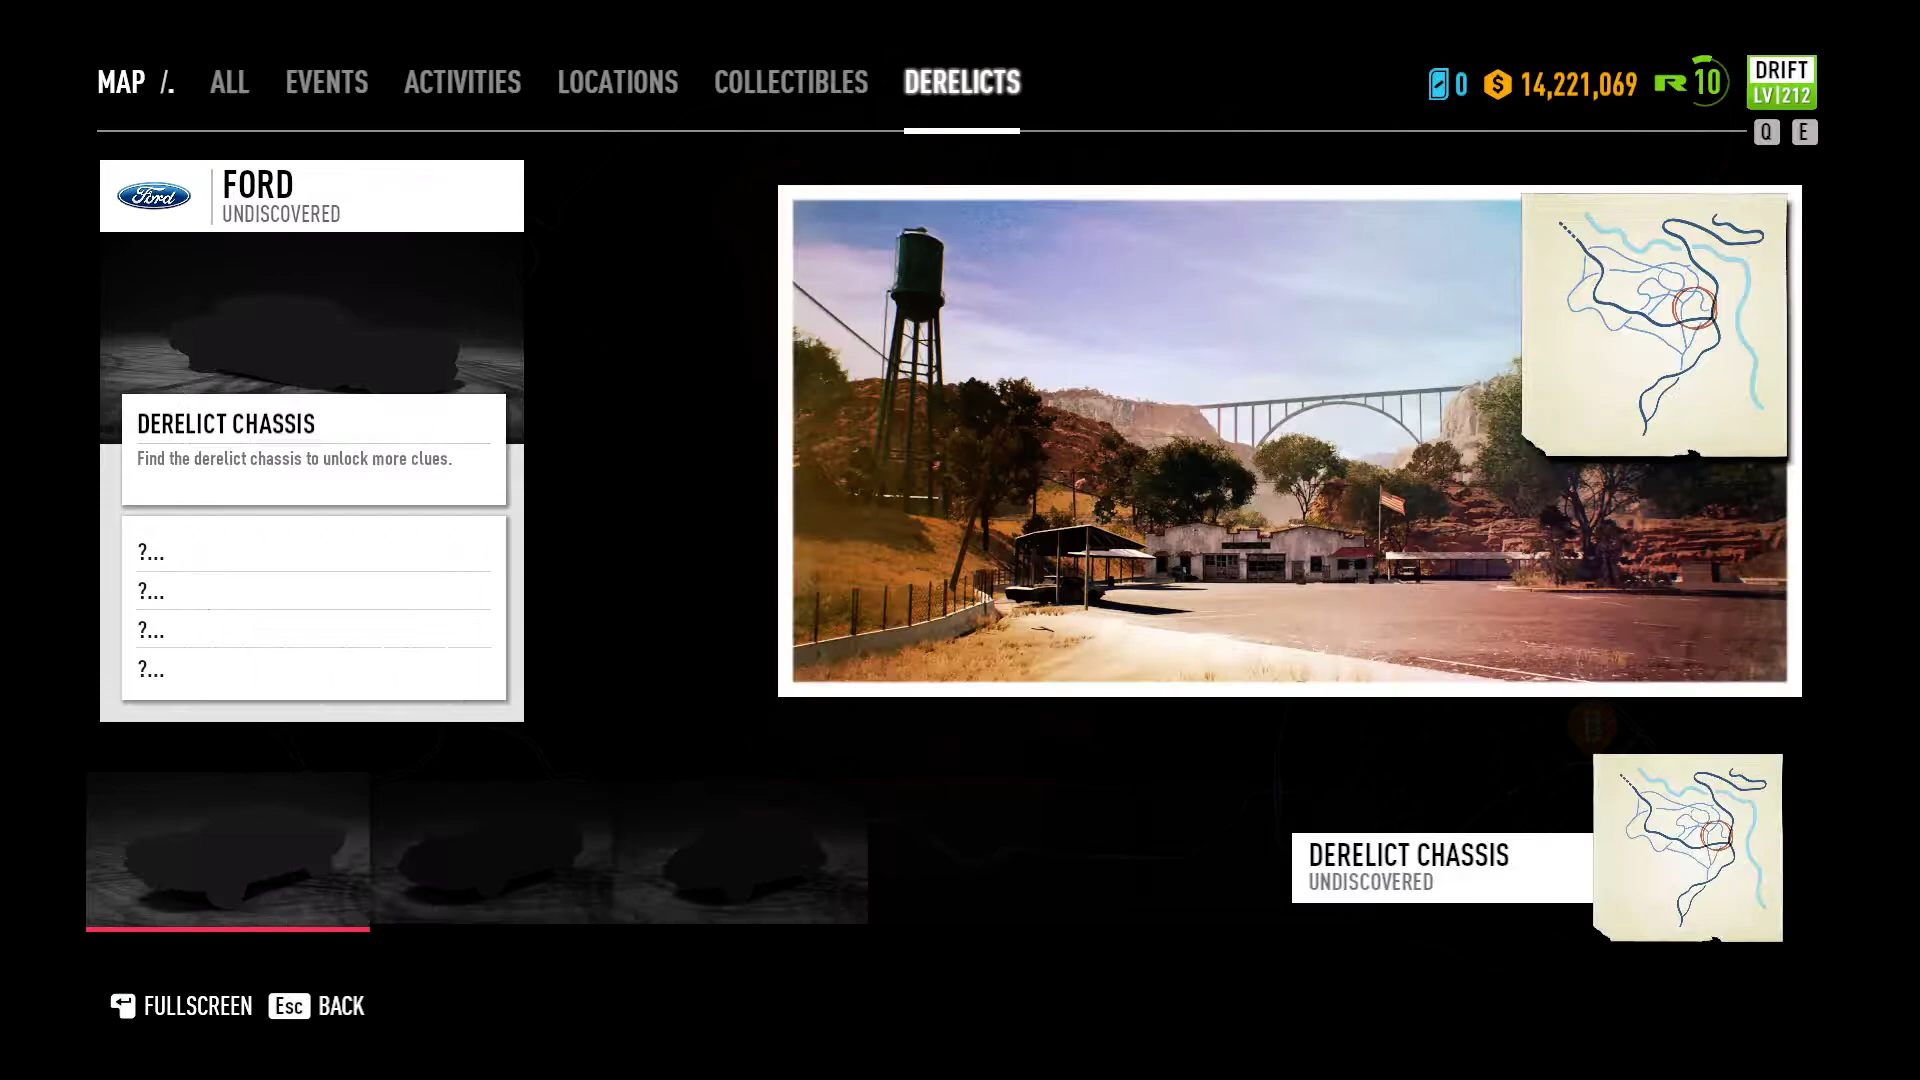 MAP /. ALL EVENTS ACTIVITIES LOCATIONS COLLECTIBLES DERELICTS
0 14,221,069 R 10 DRIFT
LV|212
Q E
Ford FORD
UNDISCOVERED
DERELICT CHASSIS
Find the derelict chassis to unlock more clues.
?...
?...
?...
?...
DERELICT CHASSIS
UNDISCOVERED
FULLSCREEN Esc BACK